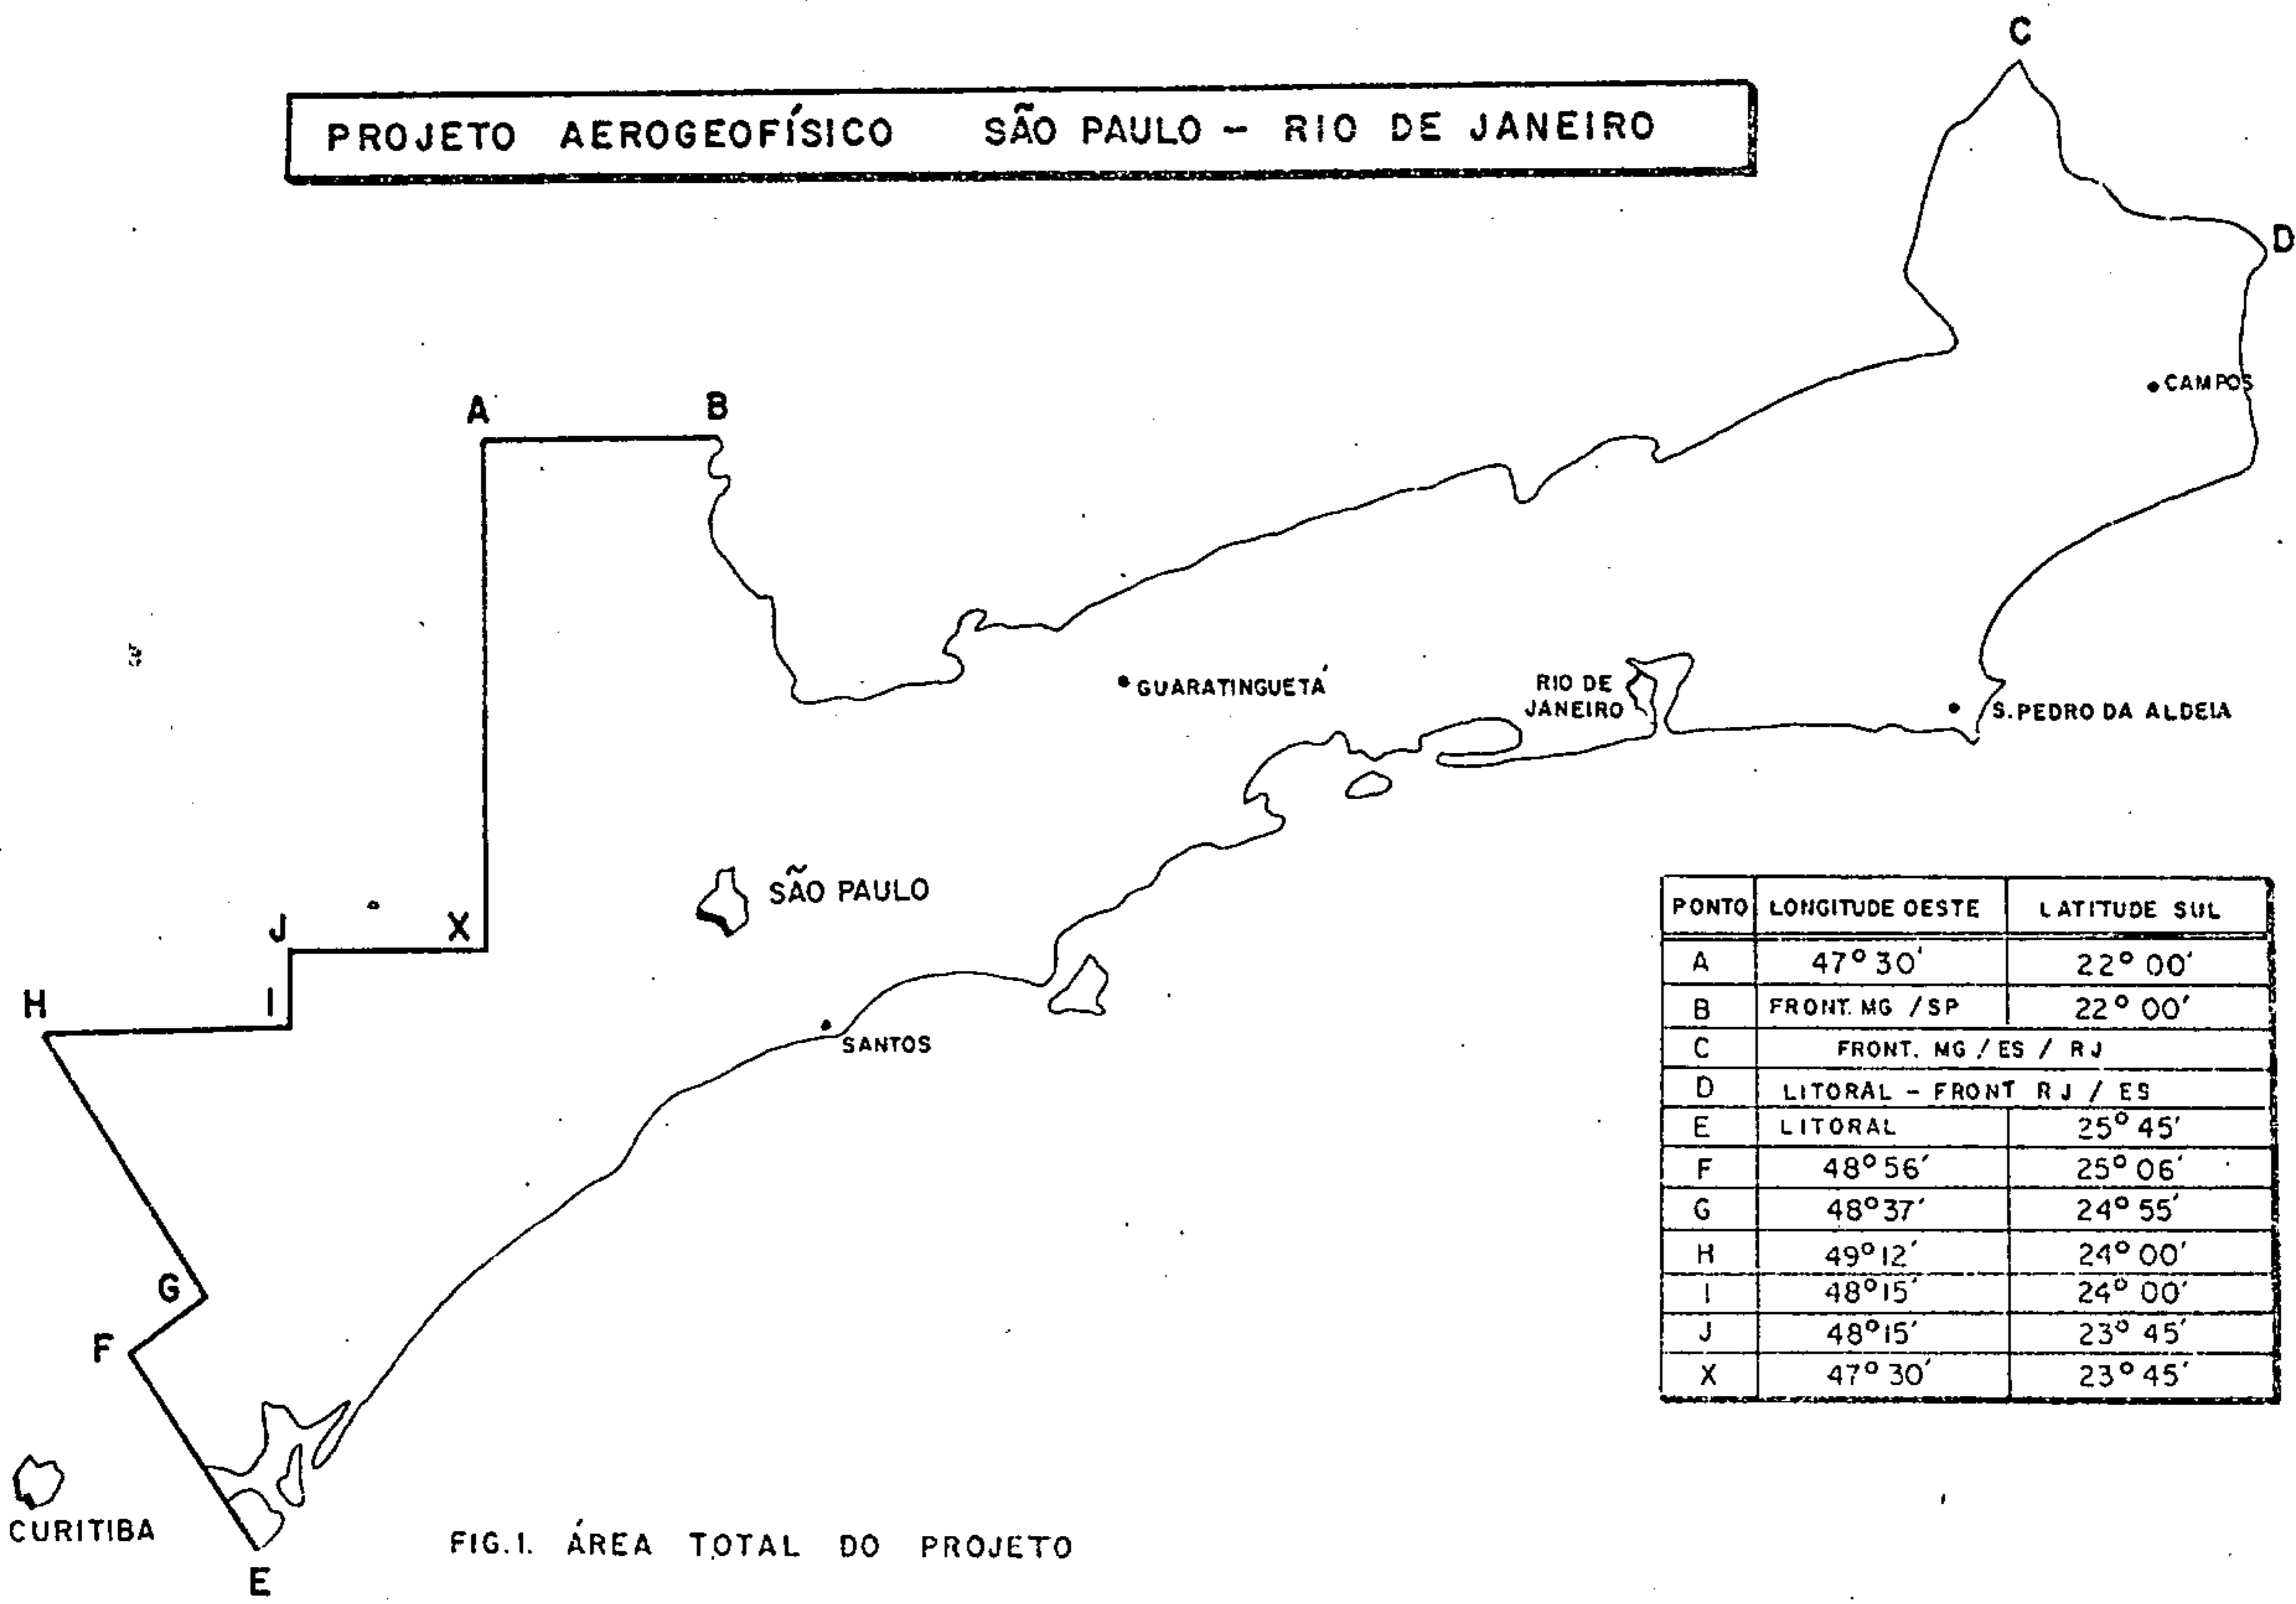 C
PROJETO AEROGEOFÍSICO SÃO PAULO – RIO DE JANEIRO
D
CAMPOS
A
B
GUARATINGUETÁ
RIO DE
JANEIRO
S. PEDRO DA ALDEIA
SÃO PAULO
J
X
H
I
SANTOS
G
F
CURITIBA
E
PONTO LONGITUDE OESTE LATITUDE SUL
A 47° 30' 22° 00'
B FRONT. MG / SP 22° 00'
C FRONT. MG / ES / RJ
D LITORAL – FRONT RJ / ES
E LITORAL 25° 45'
F 48° 56' 25° 06'
G 48° 37' 24° 55'
H 49° 12' 24° 00'
I 48° 15' 24° 00'
J 48° 15' 23° 45'
X 47° 30' 23° 45'
FIG. 1. ÁREA TOTAL DO PROJETO